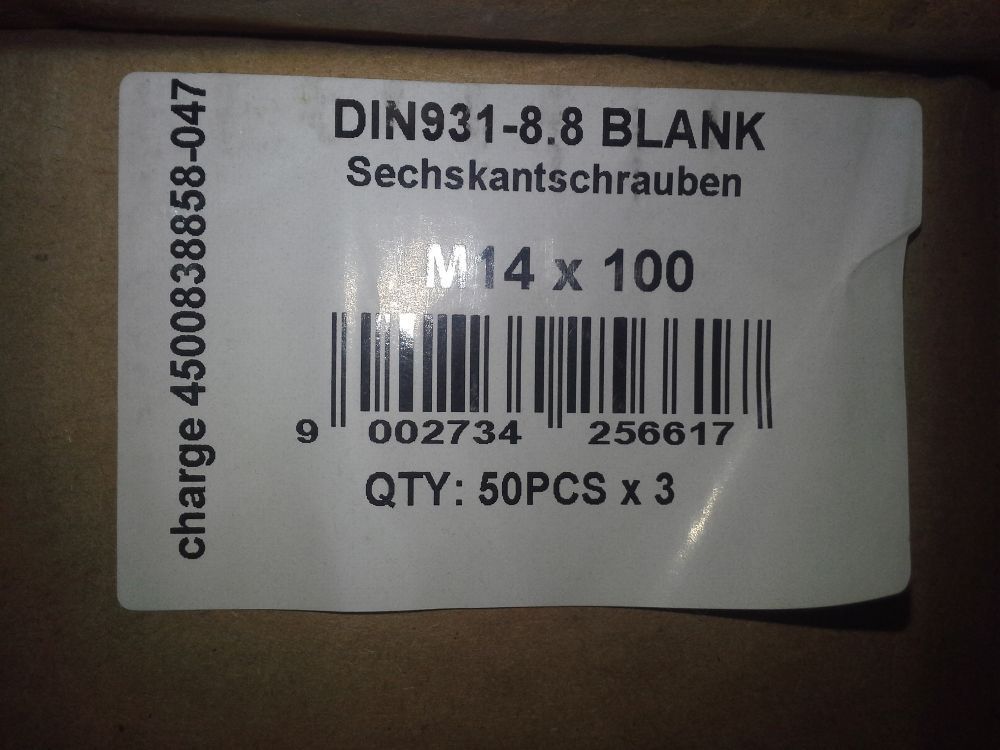 DIN931-8.8 BLANK
Sechskantschrauben
M14 x 100
9 002734 256617
QTY: 50PCS x 3
charge 4500838858-047